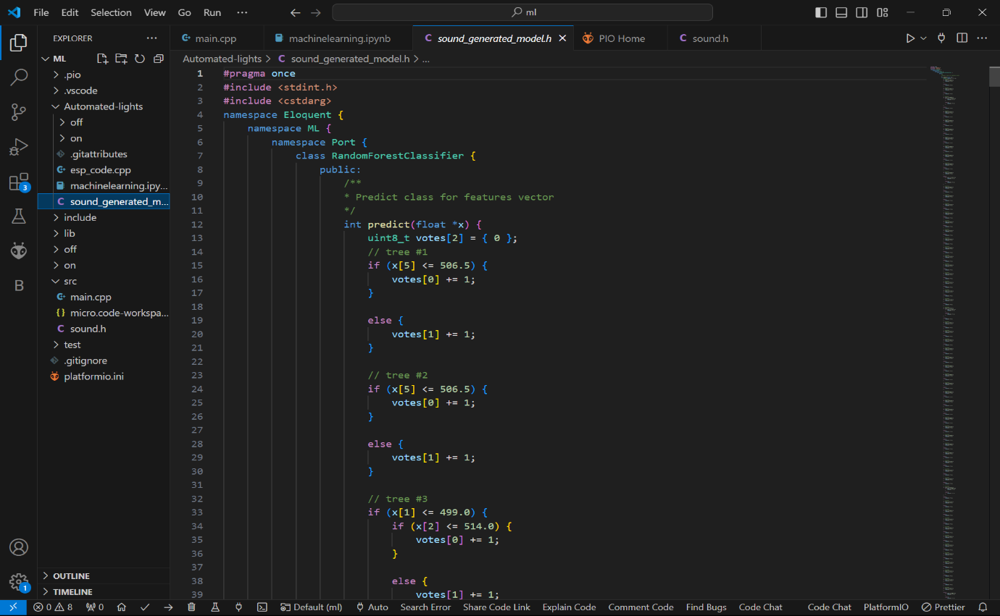 File Edit Selection View Go Run ··· ml
EXPLORER ···
ML
.pio
.vscode
Automated-lights
off
on
.gitattributes
esp_code.cpp
machinelearning.ipy...
sound_generated_m...
include
lib
off
on
src
main.cpp
micro.code-workspa...
sound.h
test
.gitignore
platformio.ini
OUTLINE
TIMELINE
3
B
1
main.cpp machinelearning.ipynb sound_generated_model.h PIO Home sound.h
Automated-lights > C sound_generated_model.h > ...
1 #pragma once
2 #include <stdint.h>
3 #include <cstdarg>
4 namespace Eloquent {
5 namespace ML {
6 namespace Port {
7 class RandomForestClassifier {
8 public:
9 /**
10 * Predict class for features vector
11 */
12 int predict(float *x) {
13 uint8_t votes[2] = { 0 };
14 // tree #1
15 if (x[5] <= 506.5) {
16 votes[0] += 1;
17 }
18
19 else {
20 votes[1] += 1;
21 }
22
23 // tree #2
24 if (x[5] <= 506.5) {
25 votes[0] += 1;
26 }
27
28 else {
29 votes[1] += 1;
30 }
31
32 // tree #3
33 if (x[1] <= 499.0) {
34 if (x[2] <= 514.0) {
35 votes[0] += 1;
36 }
37
38 else {
39 votes[1] += 1;
0 8 0 Default (ml) Auto Search Error Share Code Link Explain Code Comment Code Find Bugs Code Chat Code Chat PlatformIO Prettier